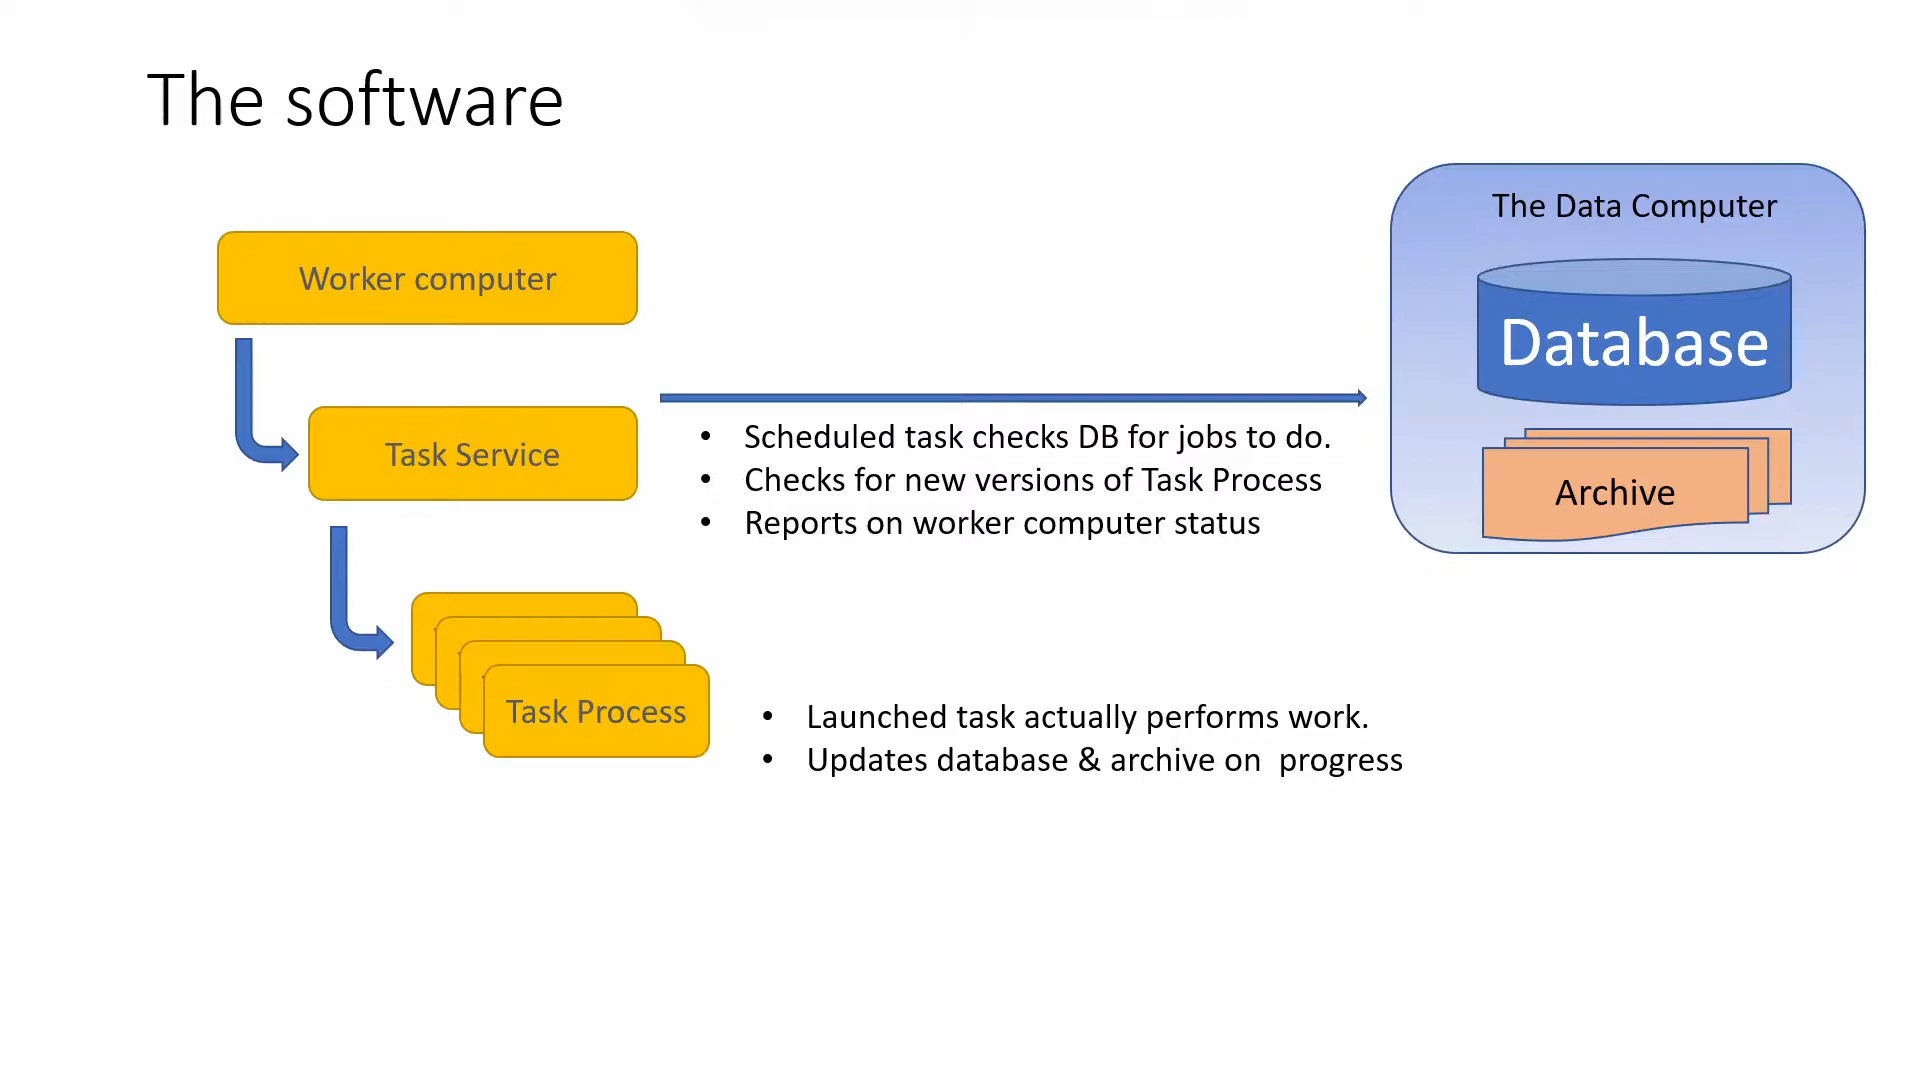 The software
The Data Computer
Worker computer
Database
Task Service
• Scheduled task checks DB for jobs to do.
• Checks for new versions of Task Process
• Reports on worker computer status
Archive
Task Process
• Launched task actually performs work.
• Updates database & archive on  progress